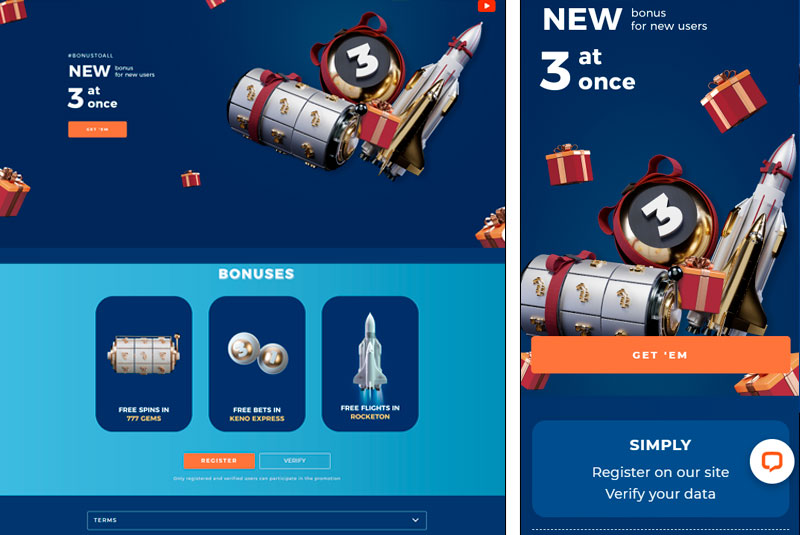 #BONUSTOALL
NEW bonus
for new users
3 at
once
GET 'EM
3
BONUSES
FREE SPINS IN
777 GEMS
FREE BETS IN
KENO EXPRESS
FREE FLIGHTS IN
ROCKETON
REGISTER
VERIFY
Only registered and verified users can participate in the promotion
TERMS
NEW bonus
for new users
3 at
once
3
GET 'EM
SIMPLY
Register on our site
Verify your data